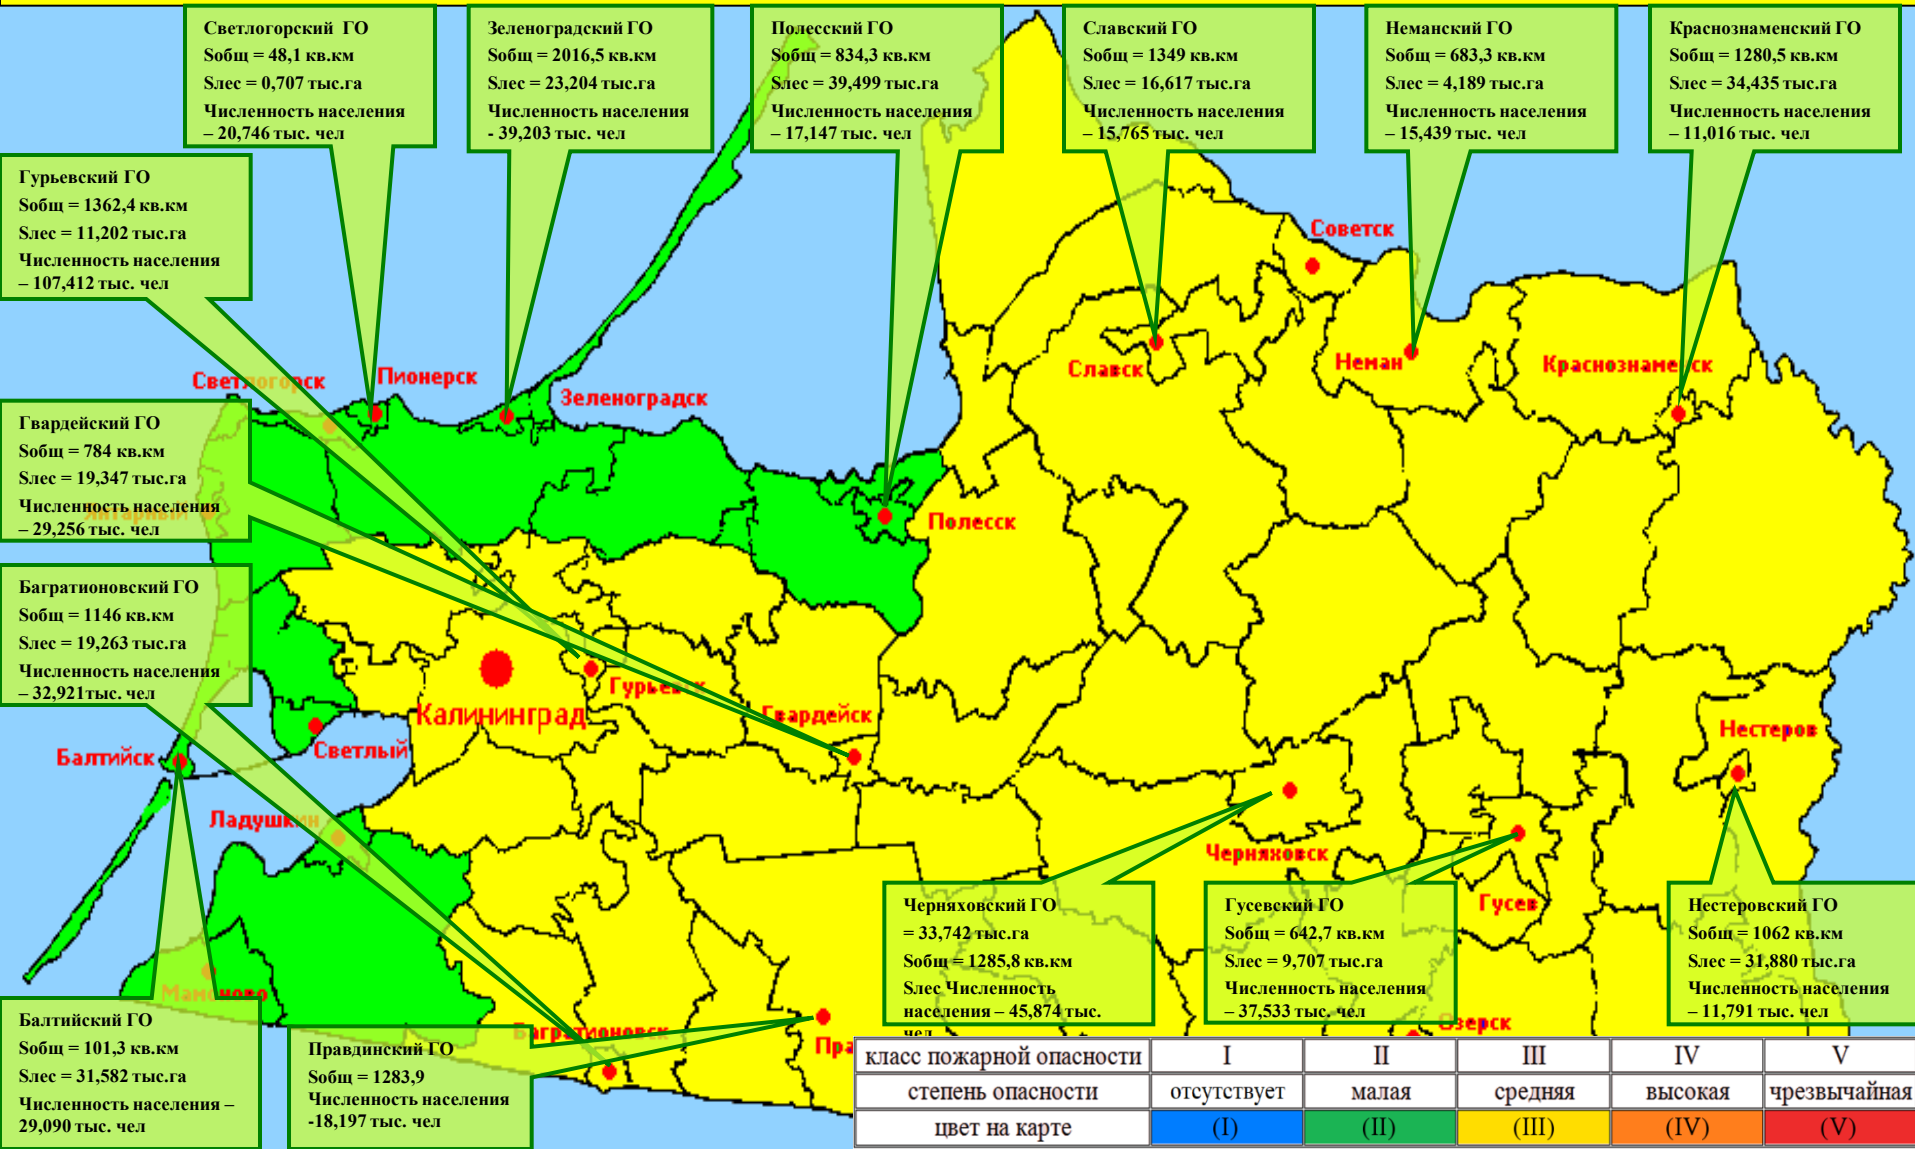 Светлогорский ГО
Sобщ = 48,1 кв.км
Sлес = 0,707 тыс.га
Численность населения
– 20,746 тыс. чел
Зеленоградский ГО
Sобщ = 2016,5 кв.км
Sлес = 23,204 тыс.га
Численность населения
- 39,203 тыс. чел
Полесский ГО
Sобщ = 834,3 кв.км
Sлес = 39,499 тыс.га
Численность населения
– 17,147 тыс. чел
Славский ГО
Sобщ = 1349 кв.км
Sлес = 16,617 тыс.га
Численность населения
– 15,765 тыс. чел
Неманский ГО
Sобщ = 683,3 кв.км
Sлес = 4,189 тыс.га
Численность населения
– 15,439 тыс. чел
Краснознаменский ГО
Sобщ = 1280,5 кв.км
Sлес = 34,435 тыс.га
Численность населения
– 11,016 тыс. чел
Гурьевский ГО
Sобщ = 1362,4 кв.км
Sлес = 11,202 тыс.га
Численность населения
– 107,412 тыс. чел
Советск
Славск
Неман
Краснознаменск
Светлогорск
Пионерск
Зеленоградск
Гвардейский ГО
Sобщ = 784 кв.км
Sлес = 19,347 тыс.га
Численность населения
– 29,256 тыс. чел
Янтарный
Полесск
Багратионовский ГО
Sобщ = 1146 кв.км
Sлес = 19,263 тыс.га
Численность населения
– 32,921тыс. чел
Гурьевск
Калининград
Гвардейск
Нестеров
Светлый
Балтийск
Ладушкин
Черняховск
Гусев
Мамоново
Багратионовск
Озерск
Пра
Черняховский ГО
= 33,742 тыс.га
Sобщ = 1285,8 кв.км
Sлес Численность
населения – 45,874 тыс.
чел
Гусевский ГО
Sобщ = 642,7 кв.км
Sлес = 9,707 тыс.га
Численность населения
– 37,533 тыс. чел
Нестеровский ГО
Sобщ = 1062 кв.км
Sлес = 31,880 тыс.га
Численность населения
– 11,791 тыс. чел
Балтийский ГО
Sобщ = 101,3 кв.км
Sлес = 31,582 тыс.га
Численность населения –
29,090 тыс. чел
Правдинский ГО
Sобщ = 1283,9
Численность населения
-18,197 тыс. чел
класс пожарной опасности I II III IV V
степень опасности отсутствует малая средняя высокая чрезвычайная
цвет на карте (I) (II) (III) (IV) (V)